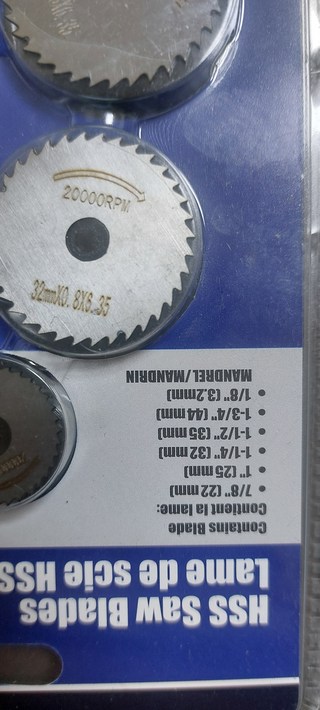 HSS Saw Blades
Lame de scie HSS
Contains Blade
Contient la lame:
• 7/8" (22 mm)
• 1" (25 mm)
• 1-1/4" (32 mm)
• 1-1/2" (35 mm)
• 1-3/4" (44 mm)
• 1/8" (3.2mm)
MANDREL/MANDRIN
20000RPM
32mmX0.8X6.35